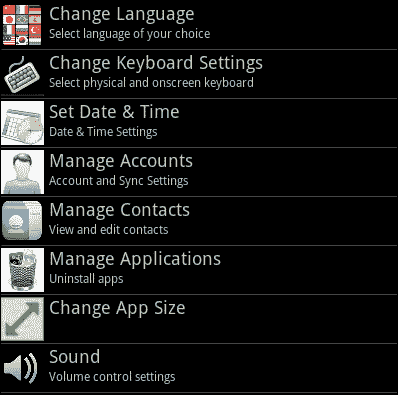 Change Language
Select language of your choice
Change Keyboard Settings
Select physical and onscreen keyboard
Set Date & Time
Date & Time Settings
Manage Accounts
Account and Sync Settings
Manage Contacts
View and edit contacts
Manage Applications
Uninstall apps
Change App Size
Sound
Volume control settings